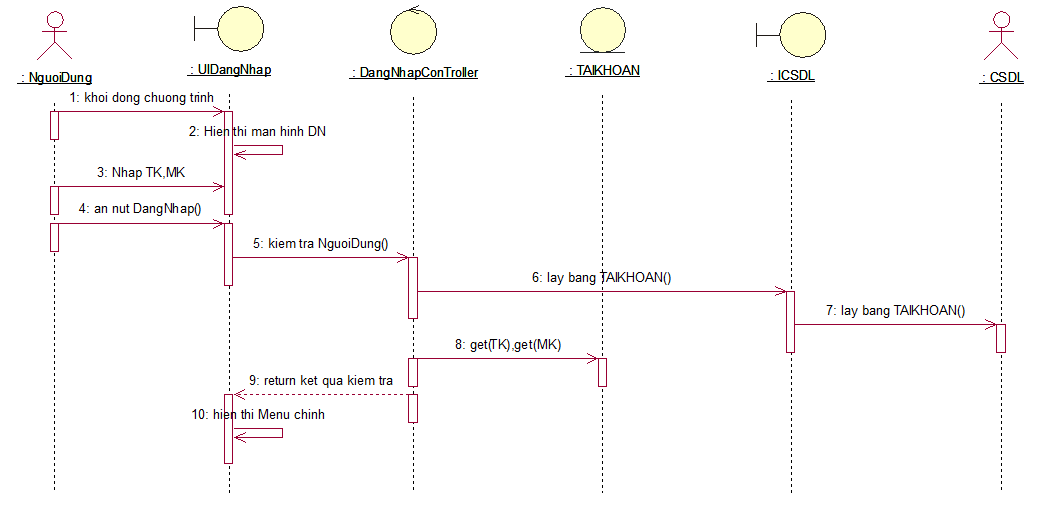 : NguoiDung
: UIDangNhap
: DangNhapConTroller
: TAIKHOAN
: ICSDL
: CSDL
1: khoi dong chuong trinh
2: Hien thi man hinh DN
3: Nhap TK,MK
4: an nut DangNhap()
5: kiem tra NguoiDung()
6: lay bang TAIKHOAN()
7: lay bang TAIKHOAN()
8: get(TK),get(MK)
9: return ket qua kiem tra
10: hien thi Menu chinh